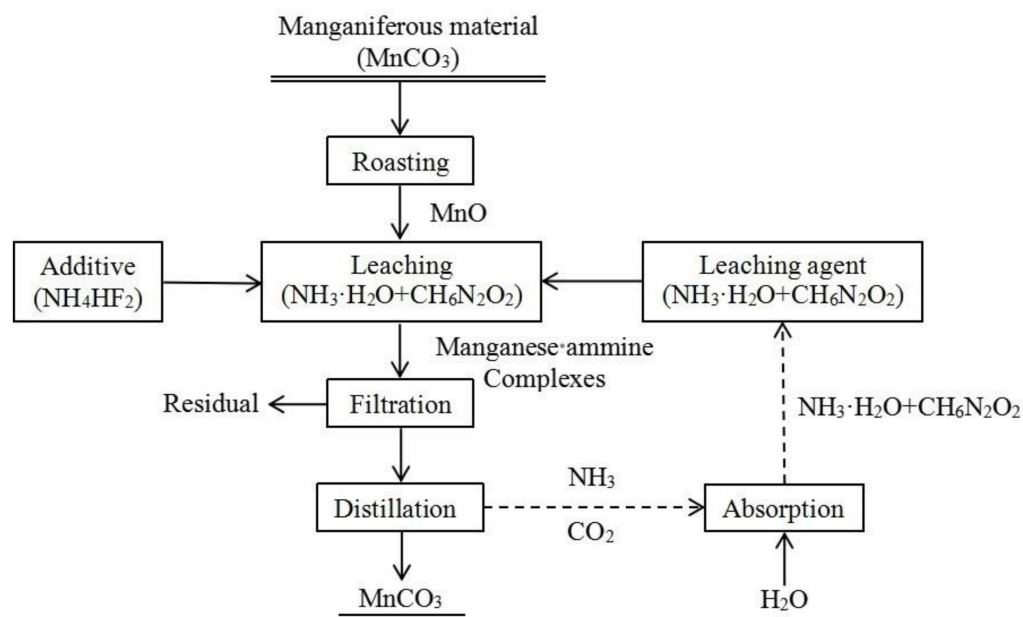 Manganiferous material
(MnCO₃)
Roasting
MnO
Additive
(NH₄HF₂)
Leaching
(NH₃·H₂O+CH₆N₂O₂)
Leaching agent
(NH₃·H₂O+CH₆N₂O₂)
Manganese·ammine
Complexes
Residual
Filtration
NH₃·H₂O+CH₆N₂O₂
NH₃
Distillation
Absorption
CO₂
MnCO₃
H₂O